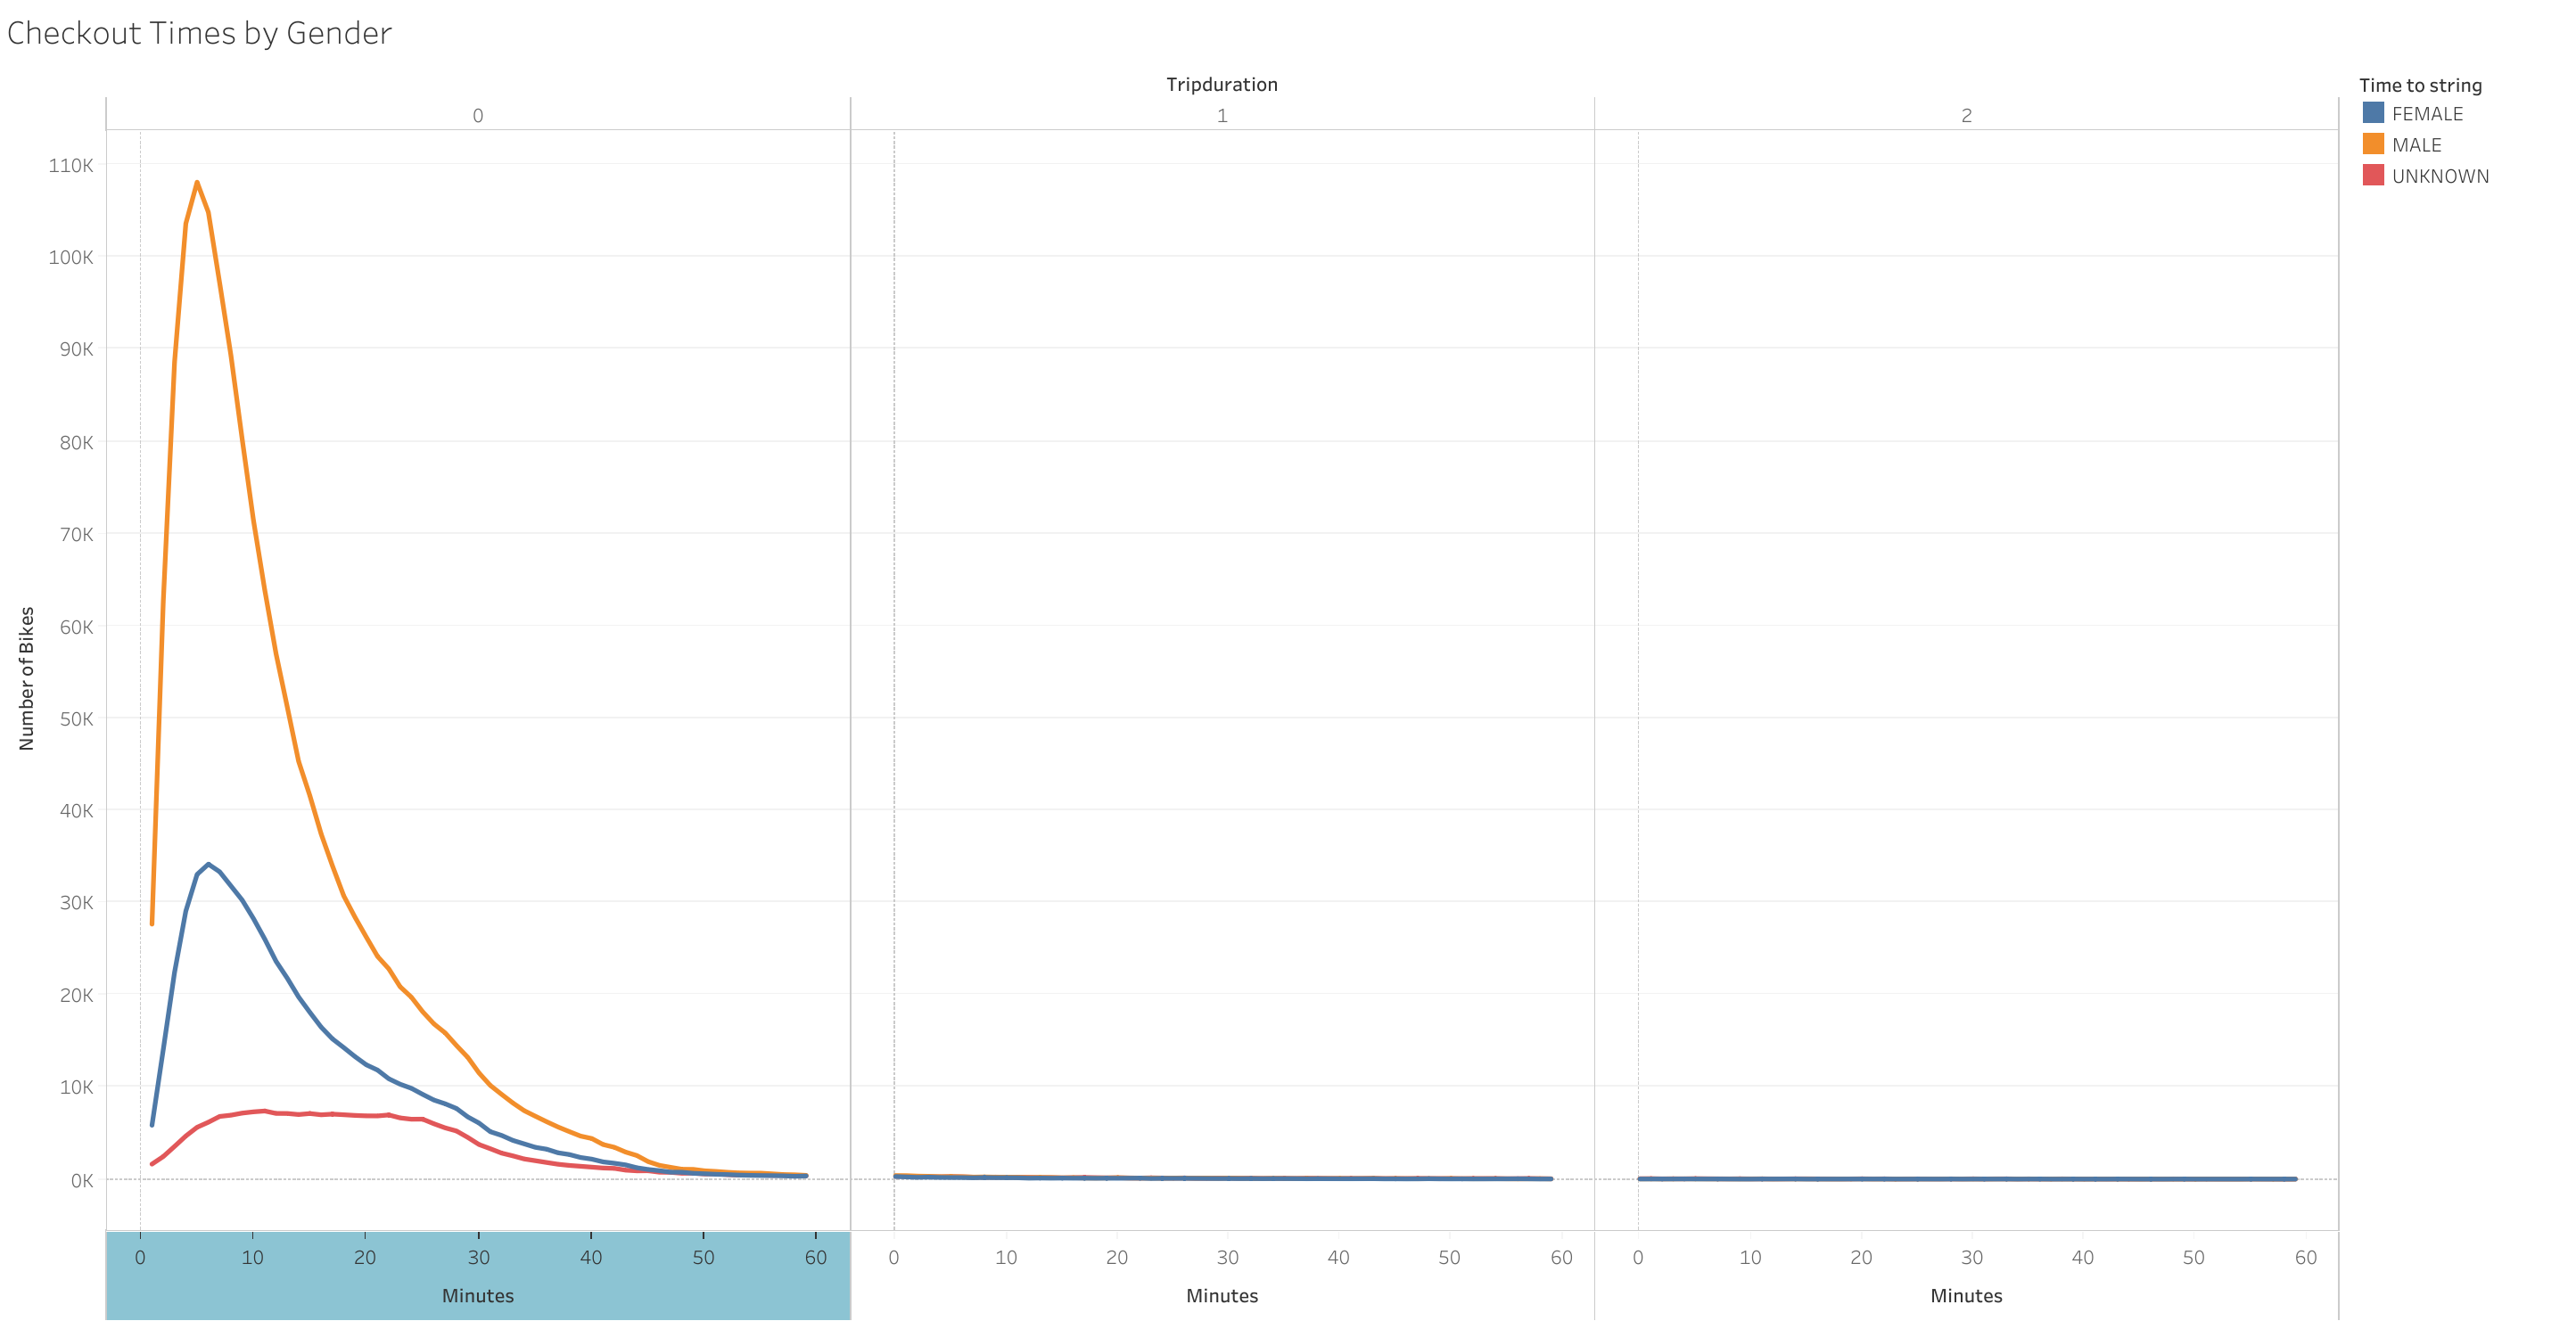 Checkout Times by Gender
Tripduration
0 1 2
Time to string
FEMALE
MALE
UNKNOWN
Number of Bikes
110K
100K
90K
80K
70K
60K
50K
40K
30K
20K
10K
0K
0 10 20 30 40 50 60 0 10 20 30 40 50 60 0 10 20 30 40 50 60
Minutes Minutes Minutes